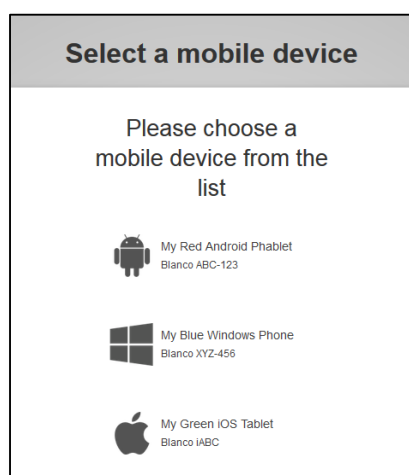 Select a mobile device
Please choose a
mobile device from the
list
My Red Android Phablet
Blanco ABC-123
My Blue Windows Phone
Blanco XYZ-456
My Green iOS Tablet
Blanco iABC